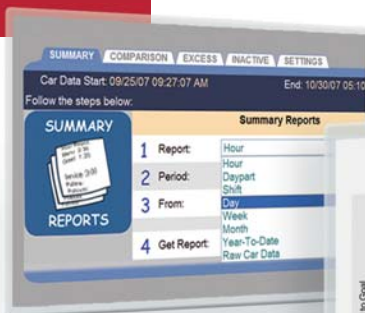 SUMMARY COMPARISON EXCESS INACTIVE SETTINGS
Car Data Start: 09/25/07 09:27:07 AM End: 10/30/07 05:10
Follow the steps below:
SUMMARY
REPORTS
Summary Reports
1 Report: Hour
Hour
Daypart
Shift
Day
Week
Month
Year-To-Date
Raw Car Data
2 Period:
3 From:
4 Get Report:
to Goal